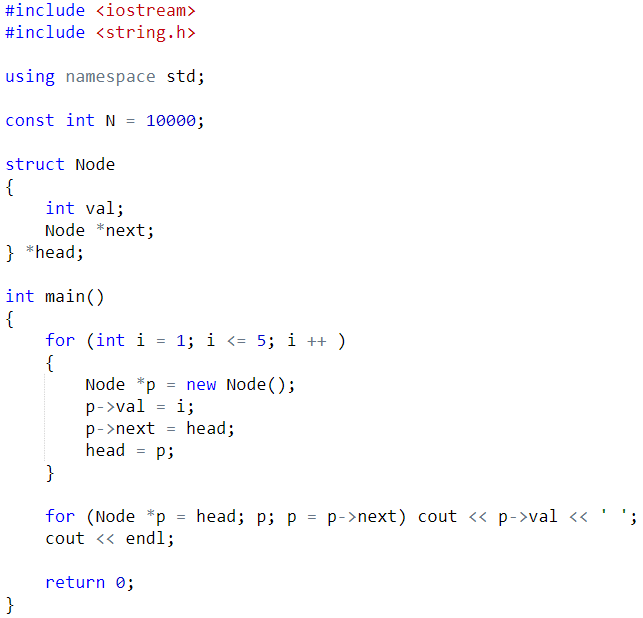 #include <iostream>
#include <string.h>

using namespace std;

const int N = 10000;

struct Node
{
    int val;
    Node *next;
} *head;

int main()
{
    for (int i = 1; i <= 5; i ++ )
    {
        Node *p = new Node();
        p->val = i;
        p->next = head;
        head = p;
    }

    for (Node *p = head; p; p = p->next) cout << p->val << ' ';
    cout << endl;

    return 0;
}